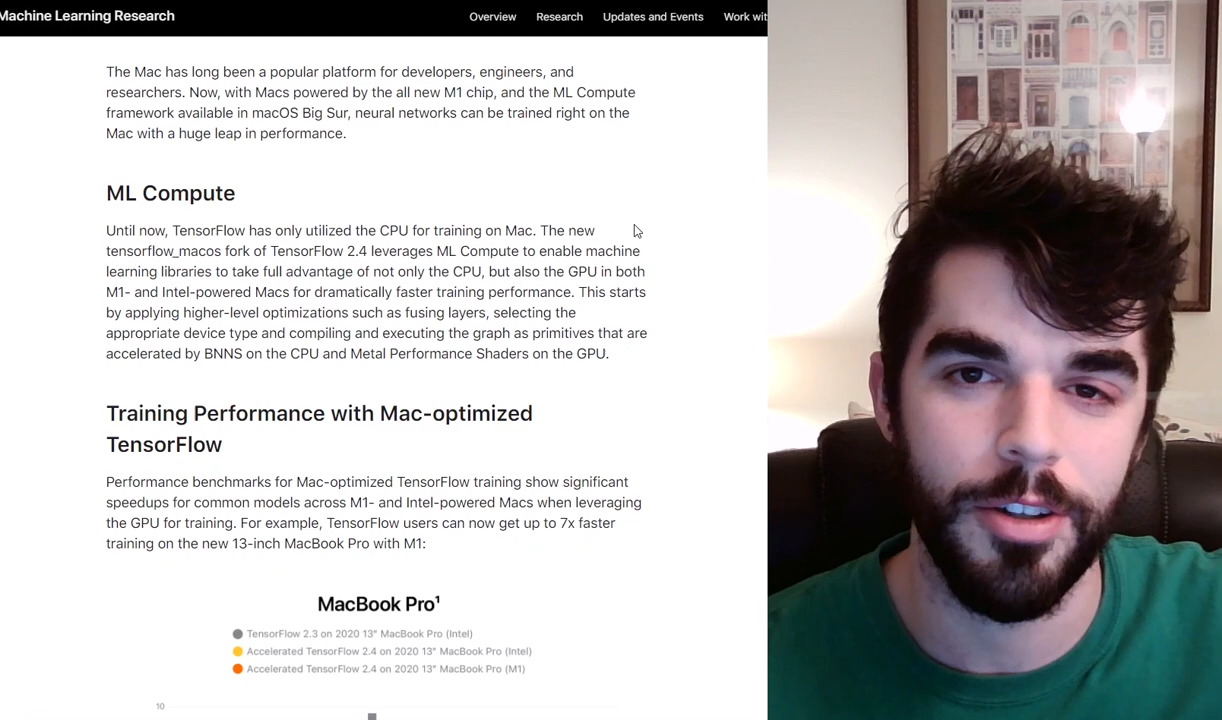 Machine Learning Research
Overview Research Updates and Events Work wit
The Mac has long been a popular platform for developers, engineers, and
researchers. Now, with Macs powered by the all new M1 chip, and the ML Compute
framework available in macOS Big Sur, neural networks can be trained right on the
Mac with a huge leap in performance.
ML Compute
Until now, TensorFlow has only utilized the CPU for training on Mac. The new
tensorflow_macos fork of TensorFlow 2.4 leverages ML Compute to enable machine
learning libraries to take full advantage of not only the CPU, but also the GPU in both
M1- and Intel-powered Macs for dramatically faster training performance. This starts
by applying higher-level optimizations such as fusing layers, selecting the
appropriate device type and compiling and executing the graph as primitives that are
accelerated by BNNS on the CPU and Metal Performance Shaders on the GPU.
Training Performance with Mac-optimized
TensorFlow
Performance benchmarks for Mac-optimized TensorFlow training show significant
speedups for common models across M1- and Intel-powered Macs when leveraging
the GPU for training. For example, TensorFlow users can now get up to 7x faster
training on the new 13-inch MacBook Pro with M1:
MacBook Pro¹
TensorFlow 2.3 on 2020 13" MacBook Pro (Intel)
Accelerated TensorFlow 2.4 on 2020 13" MacBook Pro (Intel)
Accelerated TensorFlow 2.4 on 2020 13" MacBook Pro (M1)
10